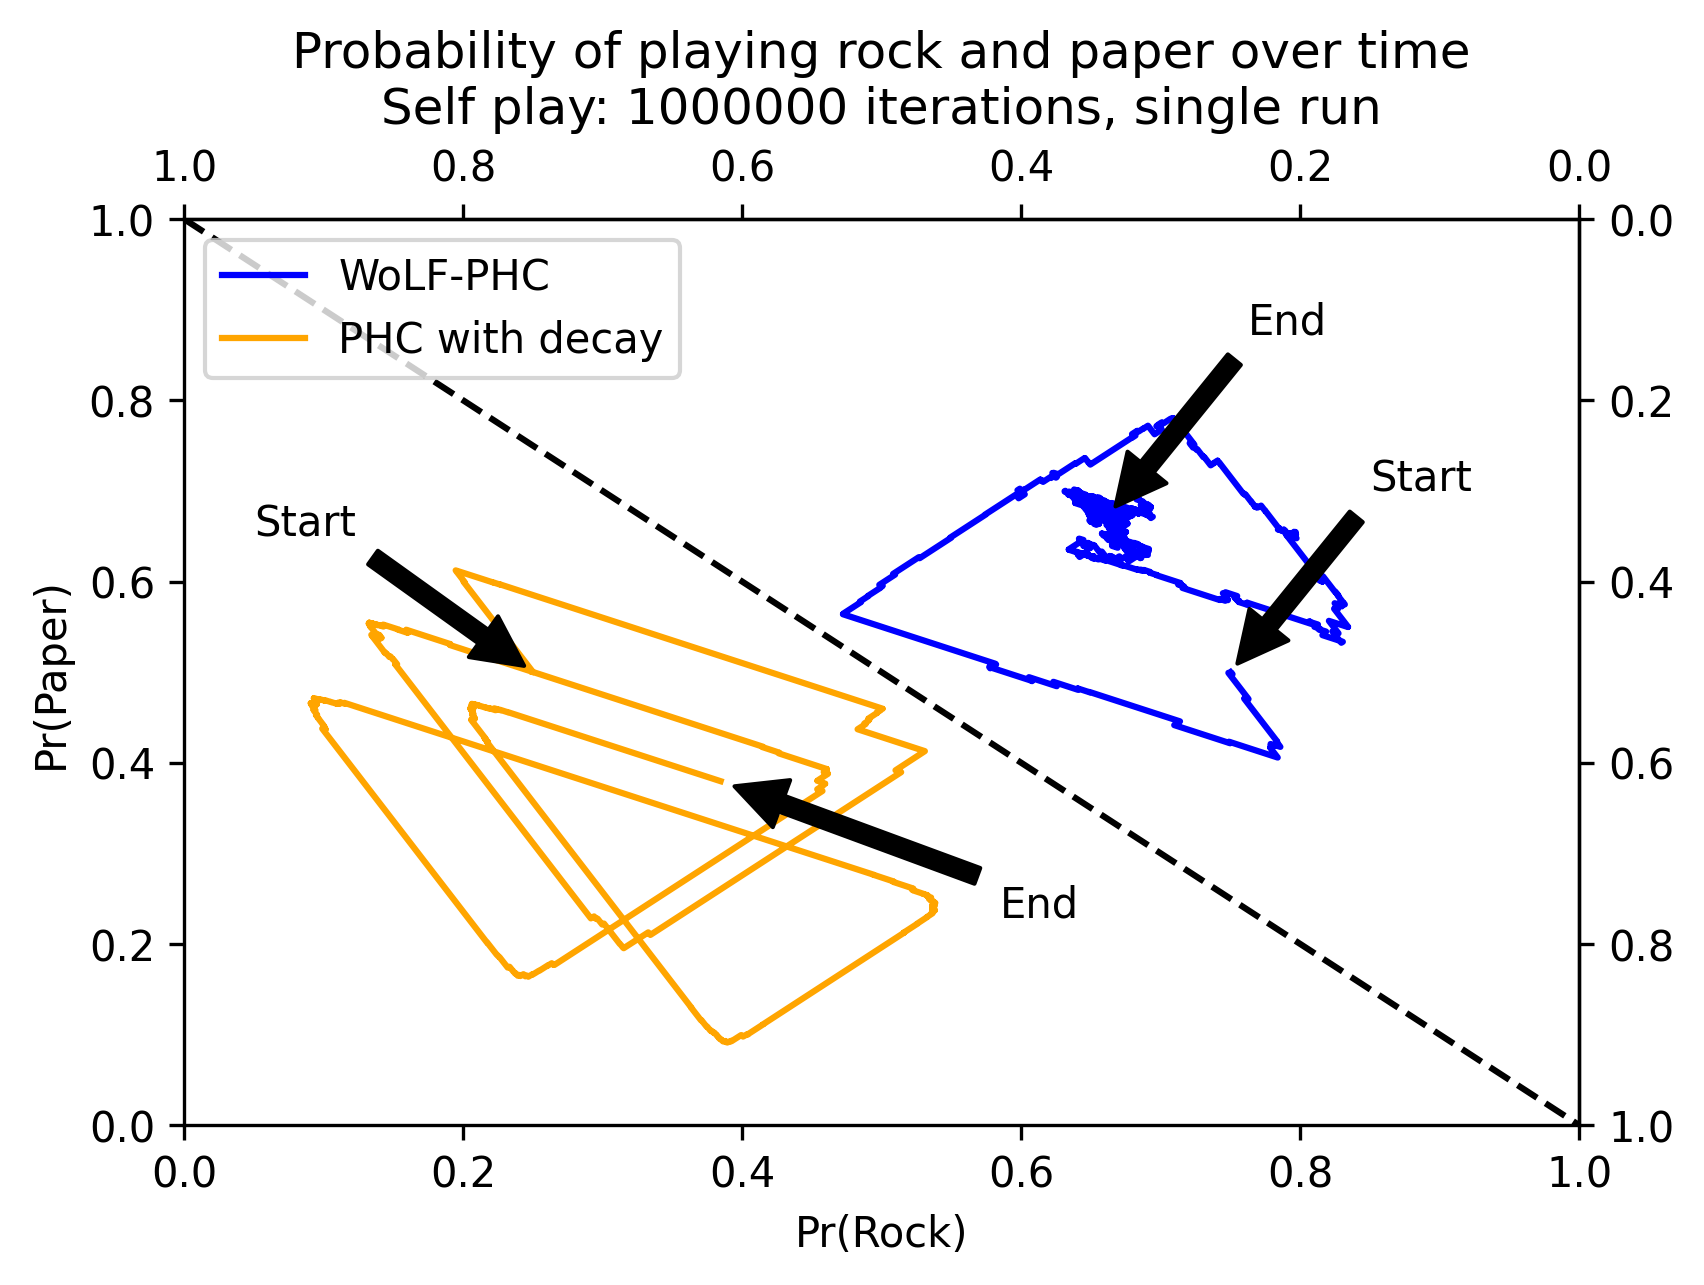 Probability of playing rock and paper over time
Self play: 1000000 iterations, single run
1.0 0.8 0.6 0.4 0.2 0.0
1.0 0.0
WoLF-PHC
PHC with decay
End
0.8 0.2
Start
Start
0.6 0.4
Pr(Paper)
0.4 0.6
End
0.2 0.8
0.0 1.0
0.0 0.2 0.4 0.6 0.8 1.0
Pr(Rock)